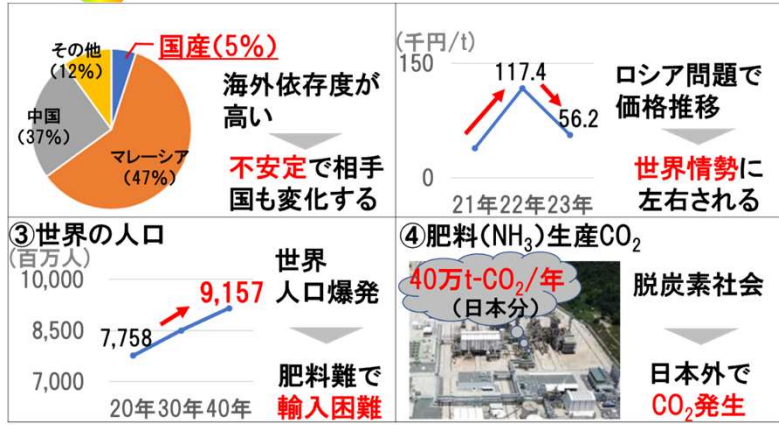 その他
(12%)
国産(5%)
中国
(37%)
マレーシア
(47%)
海外依存度が
高い
不安定で相手
国も変化する
(千円/t)
150
117.4
56.2
0
21年22年23年
ロシア問題で
価格推移
世界情勢に
左右される
③世界の人口
(百万人)
10,000
9,157
8,500
7,758
7,000
20年30年40年
世界
人口爆発
肥料難で
輸入困難
④肥料(NH₃)生産CO₂
40万t-CO₂/年
(日本分)
脱炭素社会
日本外で
CO₂発生